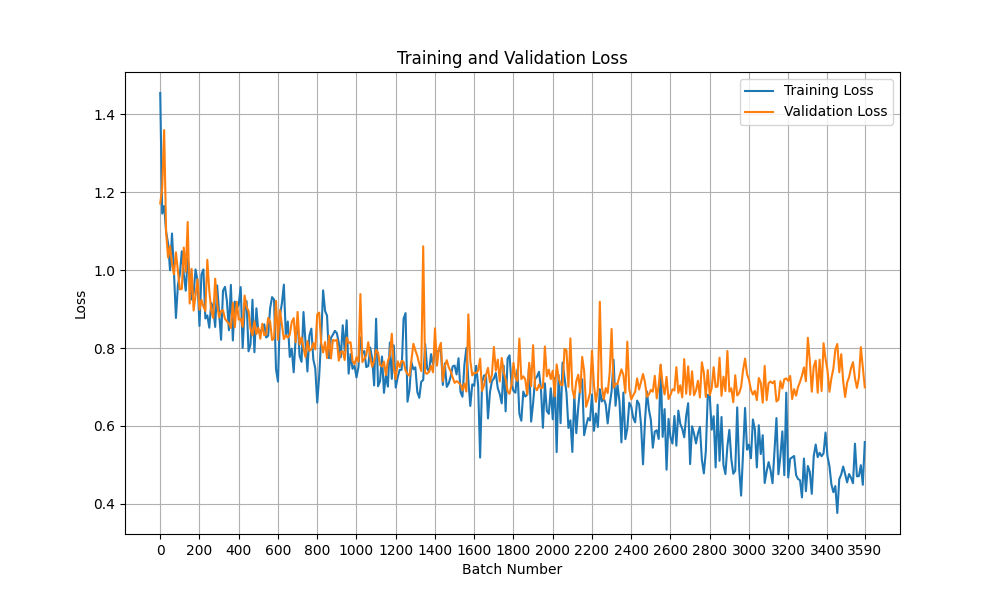 Training and Validation Loss
Training Loss
Validation Loss
Loss
1.4
1.2
1.0
0.8
0.6
0.4
0 200 400 600 800 1000 1200 1400 1600 1800 2000 2200 2400 2600 2800 3000 3200 3400 3590
Batch Number